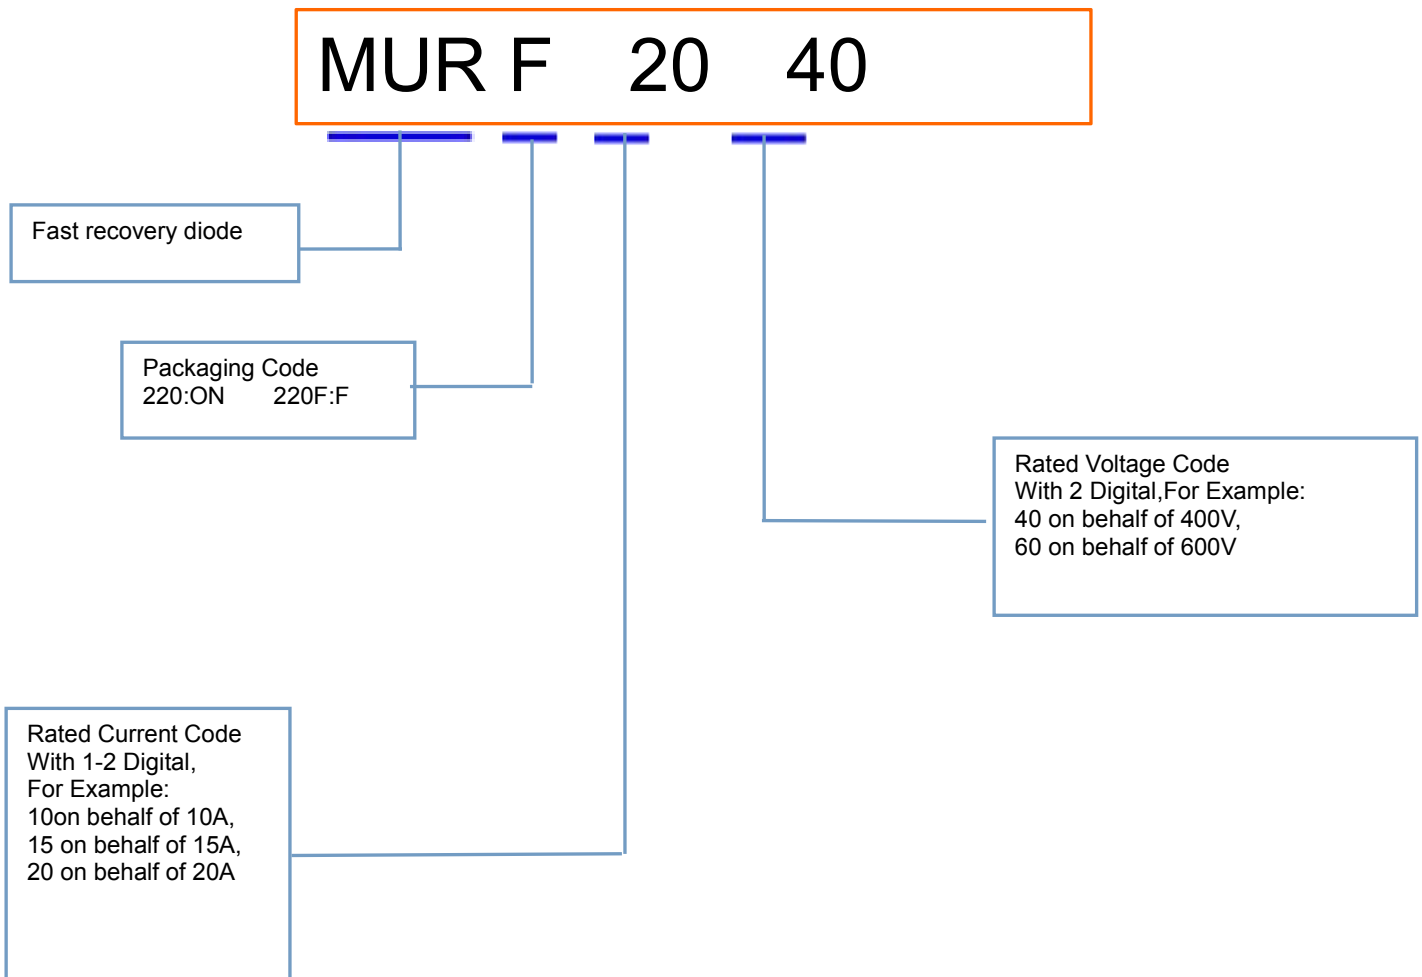 MUR F 20 40
Fast recovery diode
Packaging Code
220:ON 220F:F
Rated Voltage Code
With 2 Digital,For Example:
40 on behalf of 400V,
60 on behalf of 600V
Rated Current Code
With 1-2 Digital,
For Example:
10on behalf of 10A,
15 on behalf of 15A,
20 on behalf of 20A